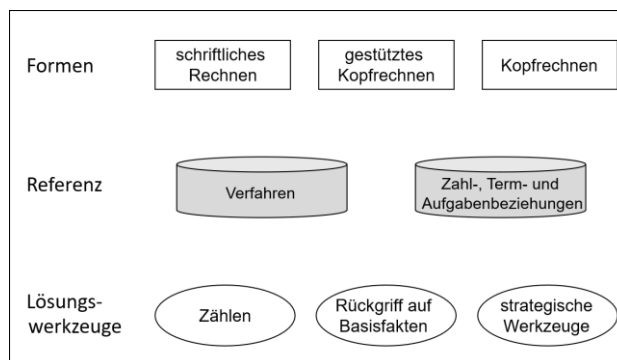 Formen
schriftliches
Rechnen
gestütztes
Kopfrechnen
Kopfrechnen
Referenz
Verfahren
Zahl-, Term- und
Aufgabenbeziehungen
Lösungs-
werkzeuge
Zählen
Rückgriff auf
Basisfakten
strategische
Werkzeuge